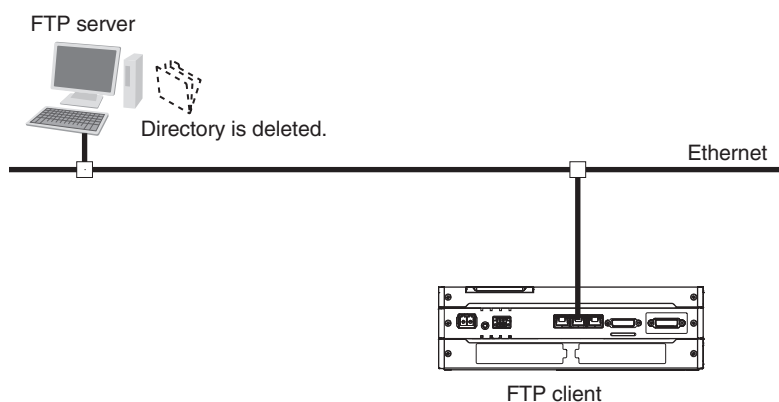 FTP server
Directory is deleted.
Ethernet
FTP client